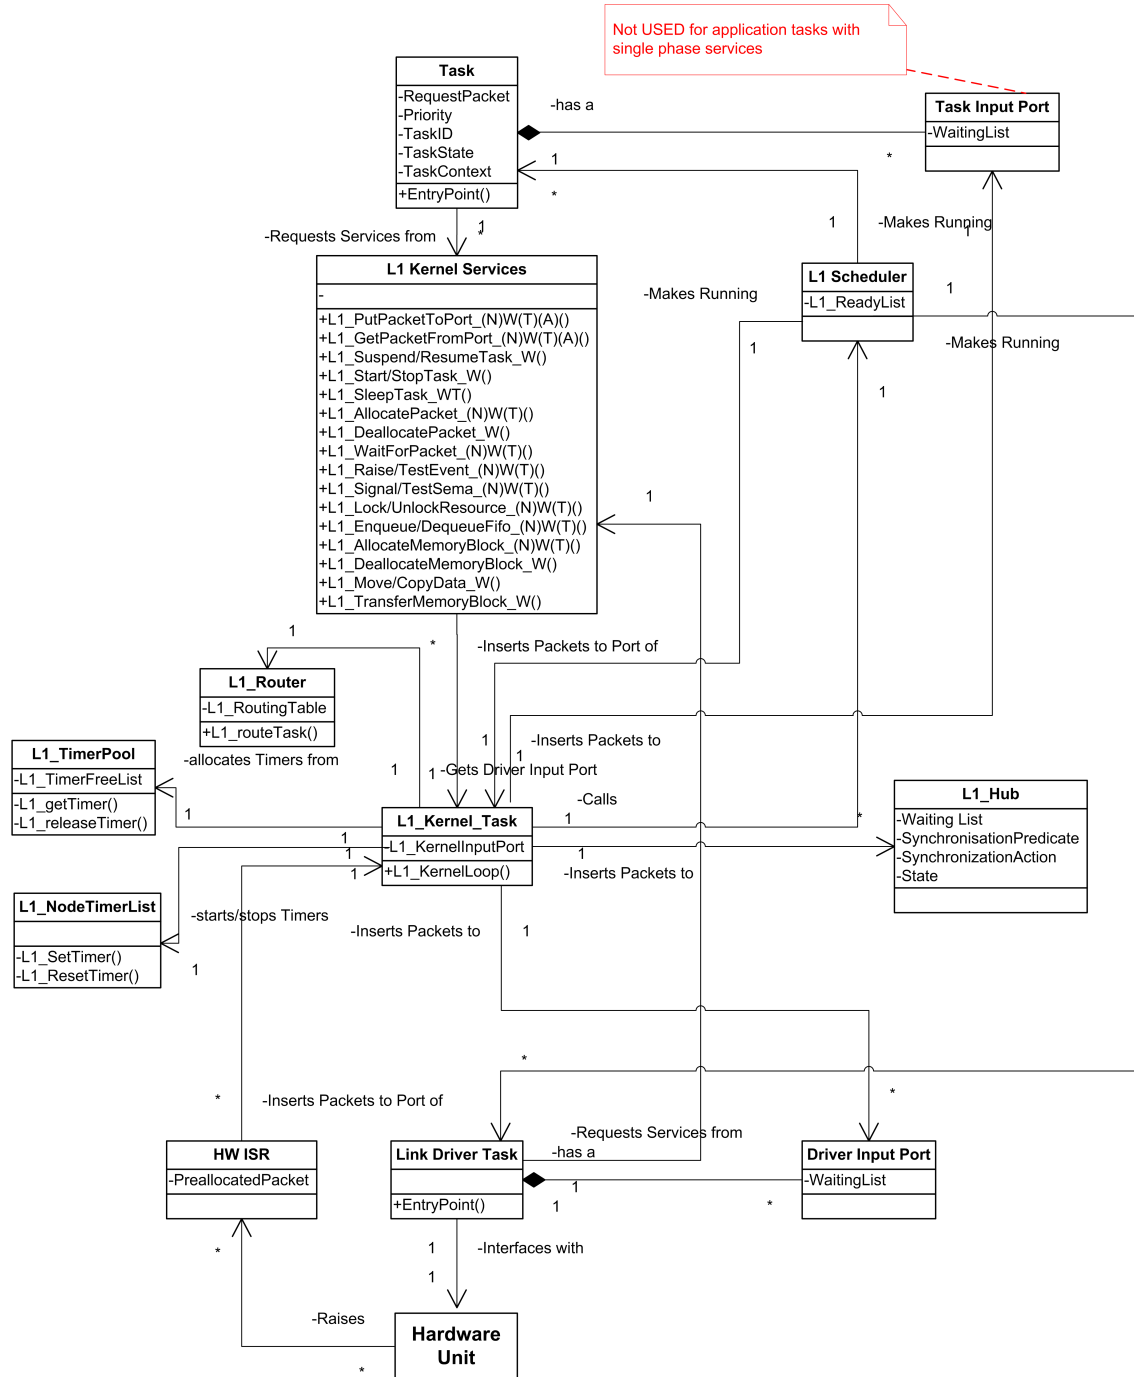 Not USED for application tasks with
single phase services
Task
-RequestPacket
-Priority
-TaskID
-TaskState
-TaskContext
+EntryPoint()
-has a
Task Input Port
-WaitingList
*
1
*
1
*
-Requests Services from
1
-Makes Running
1
L1 Kernel Services
-
+L1_PutPacketToPort_(N)W(T)(A)()
+L1_GetPacketFromPort_(N)W(T)(A)()
+L1_Suspend/ResumeTask_W()
+L1_Start/StopTask_W()
+L1_SleepTask_WT()
+L1_AllocatePacket_(N)W(T)()
+L1_DeallocatePacket_W()
+L1_WaitForPacket_(N)W(T)()
+L1_Raise/TestEvent_(N)W(T)()
+L1_Signal/TestSema_(N)W(T)()
+L1_Lock/UnlockResource_(N)W(T)()
+L1_Enqueue/DequeueFifo_(N)W(T)()
+L1_AllocateMemoryBlock_(N)W(T)()
+L1_DeallocateMemoryBlock_W()
+L1_Move/CopyData_W()
+L1_TransferMemoryBlock_W()
L1 Scheduler
-L1_ReadyList
-Makes Running
1
1
-Makes Running
1
1
1
*
-Inserts Packets to Port of
1
L1_Router
-L1_RoutingTable
+L1_routeTask()
L1_TimerPool
-L1_TimerFreeList
-L1_getTimer()
-L1_releaseTimer()
-allocates Timers from
1
-Inserts Packets to
1
1
1
-Gets Driver Input Port
-Calls
1
*
1
L1_Kernel_Task
-L1_KernelInputPort
+L1_KernelLoop()
L1_Hub
-Waiting List
-SynchronisationPredicate
-SynchronizationAction
-State
1
1
1
1
-Inserts Packets to
L1_NodeTimerList
-L1_SetTimer()
-L1_ResetTimer()
-starts/stops Timers
-Inserts Packets to
1
1
*
*
*
-Inserts Packets to Port of
-Requests Services from
HW ISR
-PreallocatedPacket
Link Driver Task
+EntryPoint()
-has a
1
1
*
Driver Input Port
-WaitingList
*
1
-Interfaces with
1
-Raises
*
Hardware
Unit